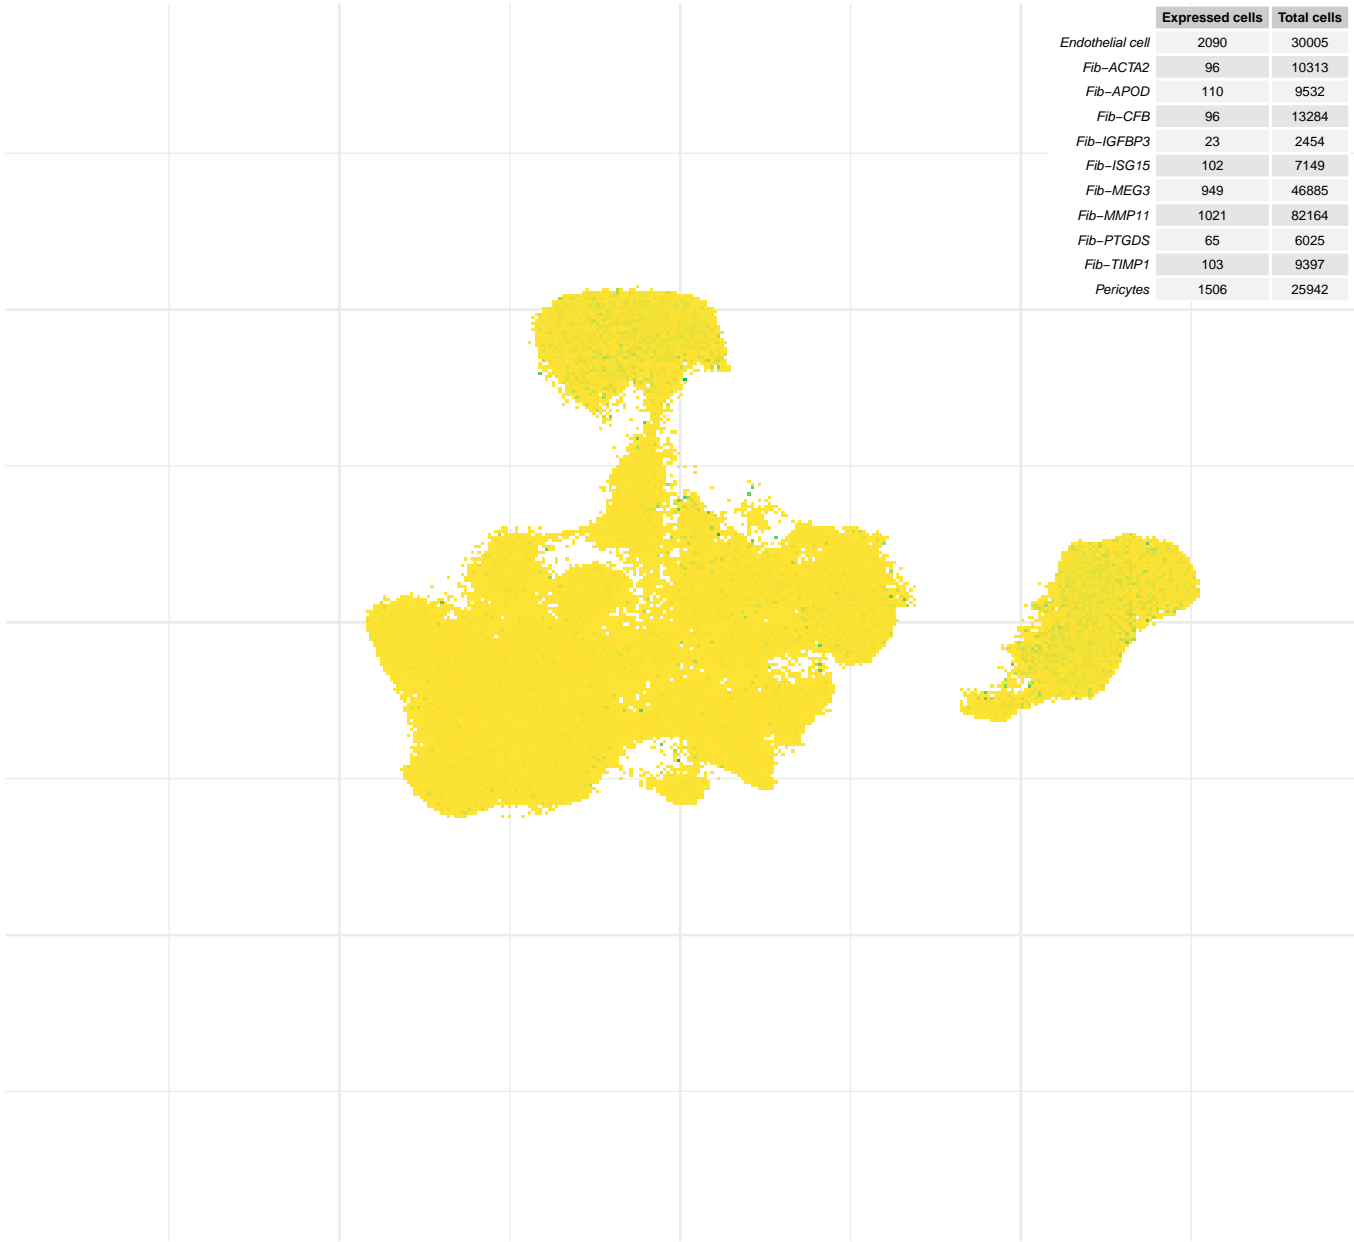 Expressed cells Total cells
Endothelial cell 2090 30005
Fib−ACTA2 96 10313
Fib−APOD 110 9532
Fib−CFB 96 13284
Fib−IGFBP3 23 2454
Fib−ISG15 102 7149
Fib−MEG3 949 46885
Fib−MMP11 1021 82164
Fib−PTGDS 65 6025
Fib−TIMP1 103 9397
Pericytes 1506 25942